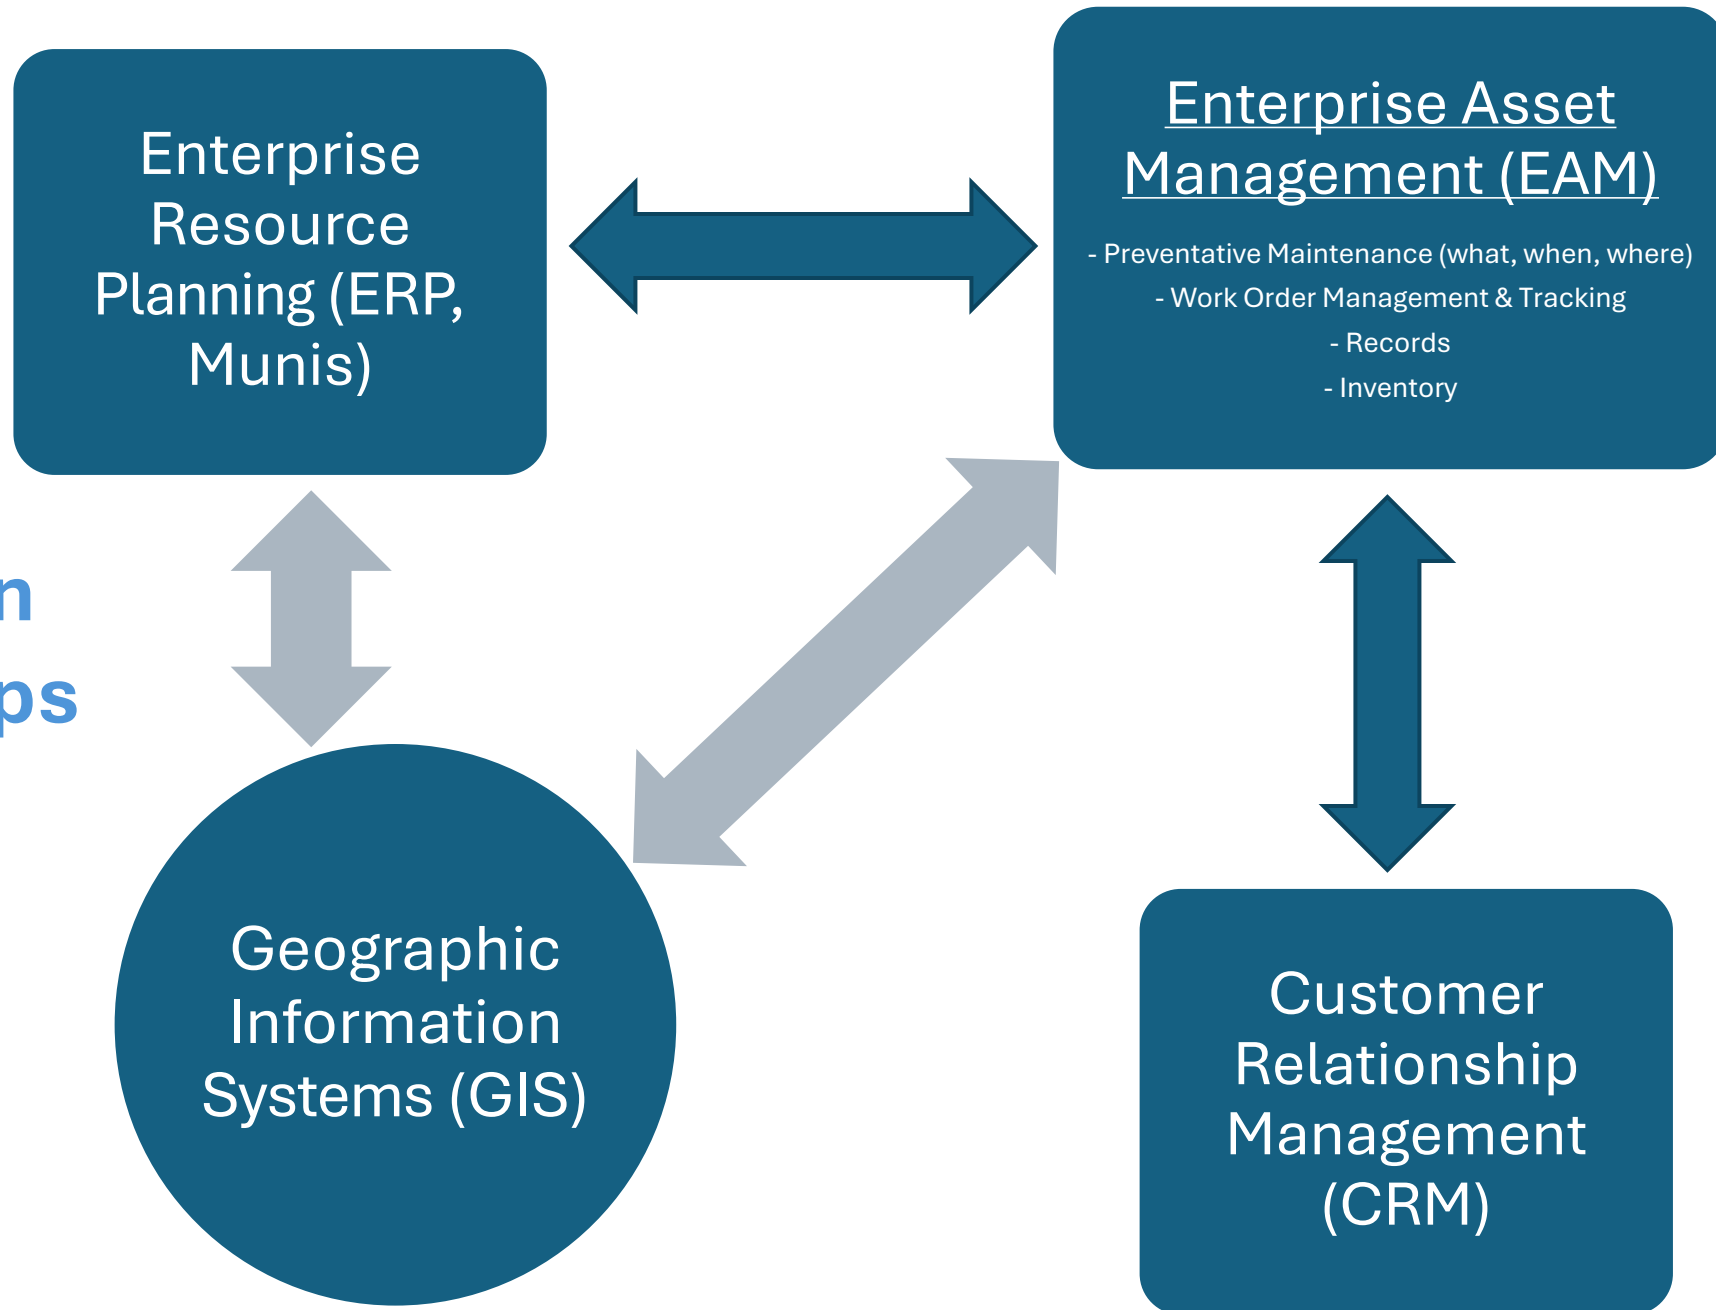 Enterprise
Resource
Planning (ERP,
Munis)
Enterprise Asset
Management (EAM)
- Preventative Maintenance (what, when, where)
- Work Order Management & Tracking
- Records
- Inventory
n
ps
Geographic
Information
Systems (GIS)
Customer
Relationship
Management
(CRM)